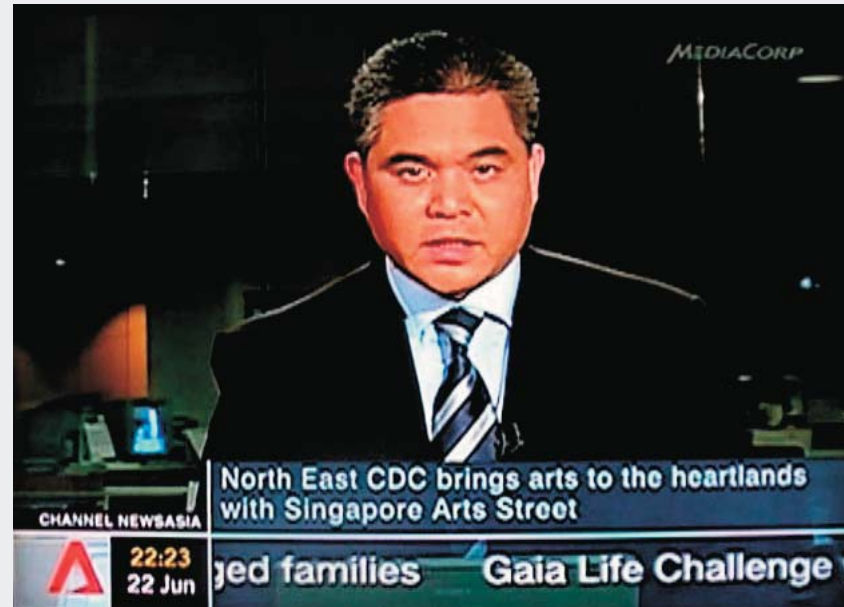 MEDIACORP
North East CDC brings arts to the heartlands
with Singapore Arts Street
CHANNEL NEWSASIA
22:23
22 Jun
ged families Gaia Life Challenge